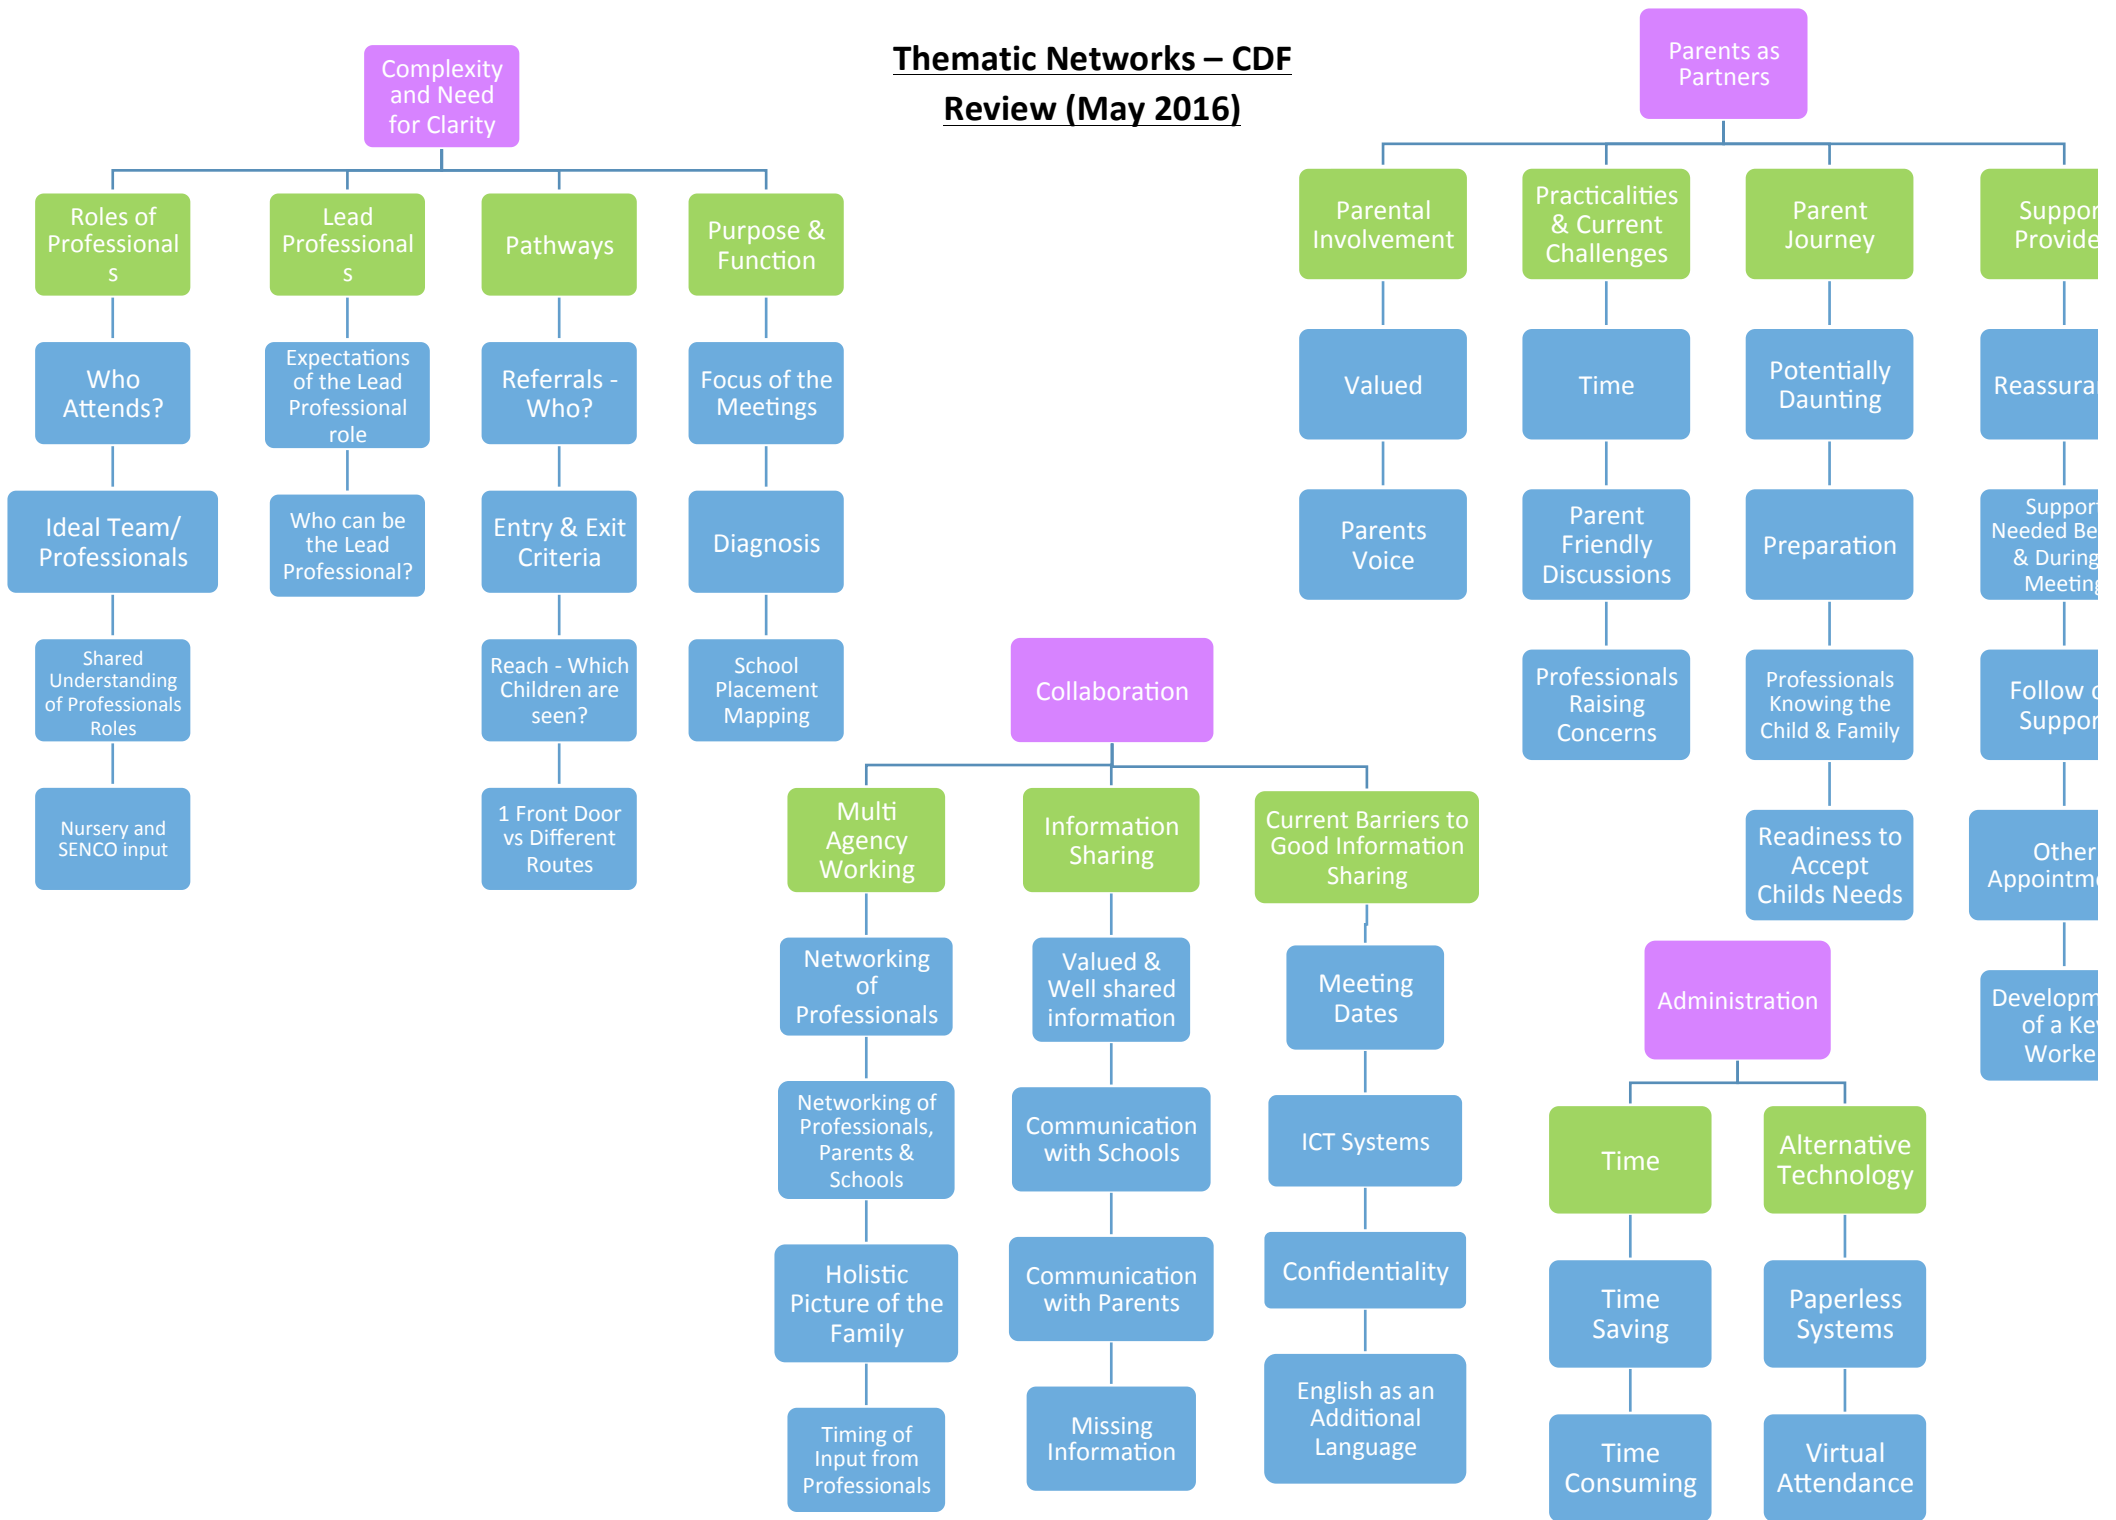 Thematic Networks – CDF
Review (May 2016)
Complexity
and Need
for Clarity
Roles of
Professional
s
Who
Attends?
Ideal Team/
Professionals
Shared
Understanding
of Professionals
Roles
Nursery and
SENCO input
Lead
Professional
s
Expectations
of the Lead
Professional
role
Who can be
the Lead
Professional?
Pathways
Referrals -
Who?
Entry & Exit
Criteria
Reach - Which
Children are
seen?
1 Front Door
vs Different
Routes
Purpose &
Function
Focus of the
Meetings
Diagnosis
School
Placement
Mapping
Collaboration
Multi
Agency
Working
Networking
of
Professionals
Networking of
Professionals,
Parents &
Schools
Holistic
Picture of the
Family
Timing of
Input from
Professionals
Information
Sharing
Valued &
Well shared
information
Communication
with Schools
Communication
with Parents
Missing
Information
Current Barriers to
Good Information
Sharing
Meeting
Dates
ICT Systems
Confidentiality
English as an
Additional
Language
Parents as
Partners
Parental
Involvement
Valued
Parents
Voice
Practicalities
& Current
Challenges
Time
Parent
Friendly
Discussions
Professionals
Raising
Concerns
Parent
Journey
Potentially
Daunting
Preparation
Professionals
Knowing the
Child & Family
Readiness to
Accept
Childs Needs
Needed
& During
Follow
Other
of a
Administration
Time
Time
Saving
Time
Consuming
Alternative
Technology
Paperless
Systems
Virtual
Attendance